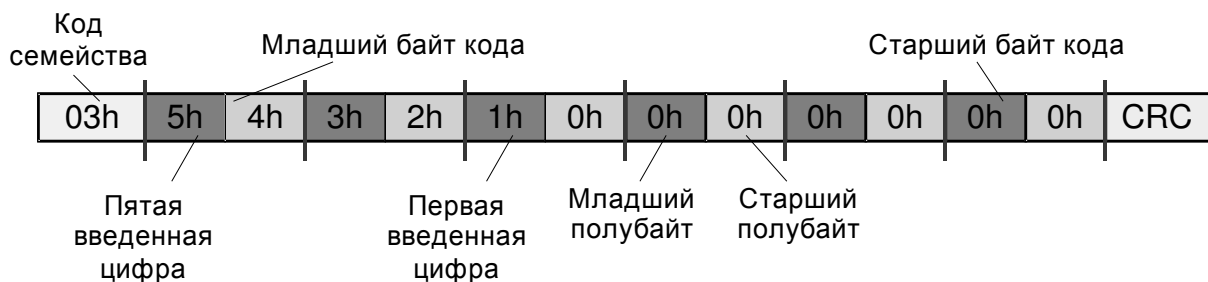 Код
семейства
Младший байт кода
Старший байт кода
03h 5h 4h 3h 2h 1h 0h 0h 0h 0h 0h 0h 0h CRC
Пятая
введенная
цифра
Первая
введенная
цифра
Младший
полубайт
Старший
полубайт